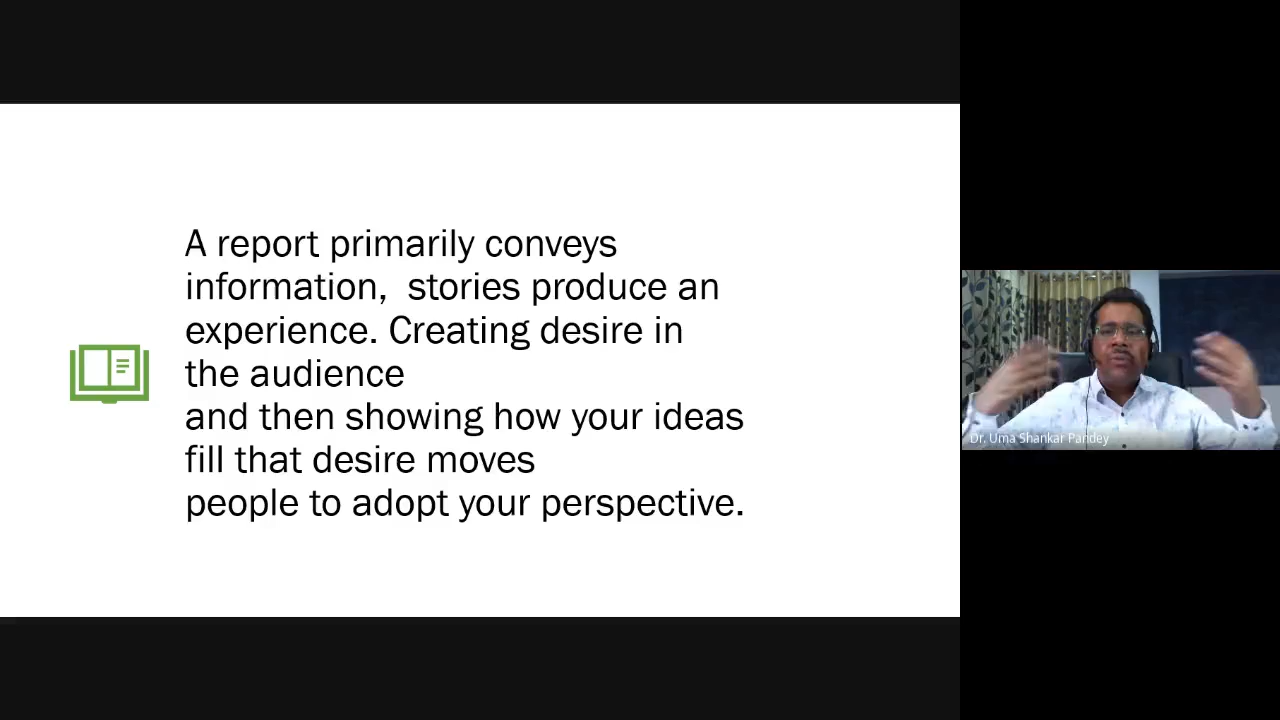 A report primarily conveys
information,  stories produce an
experience. Creating desire in
the audience
and then showing how your ideas
fill that desire moves
people to adopt your perspective.
Dr. Uma Shankar Pandey